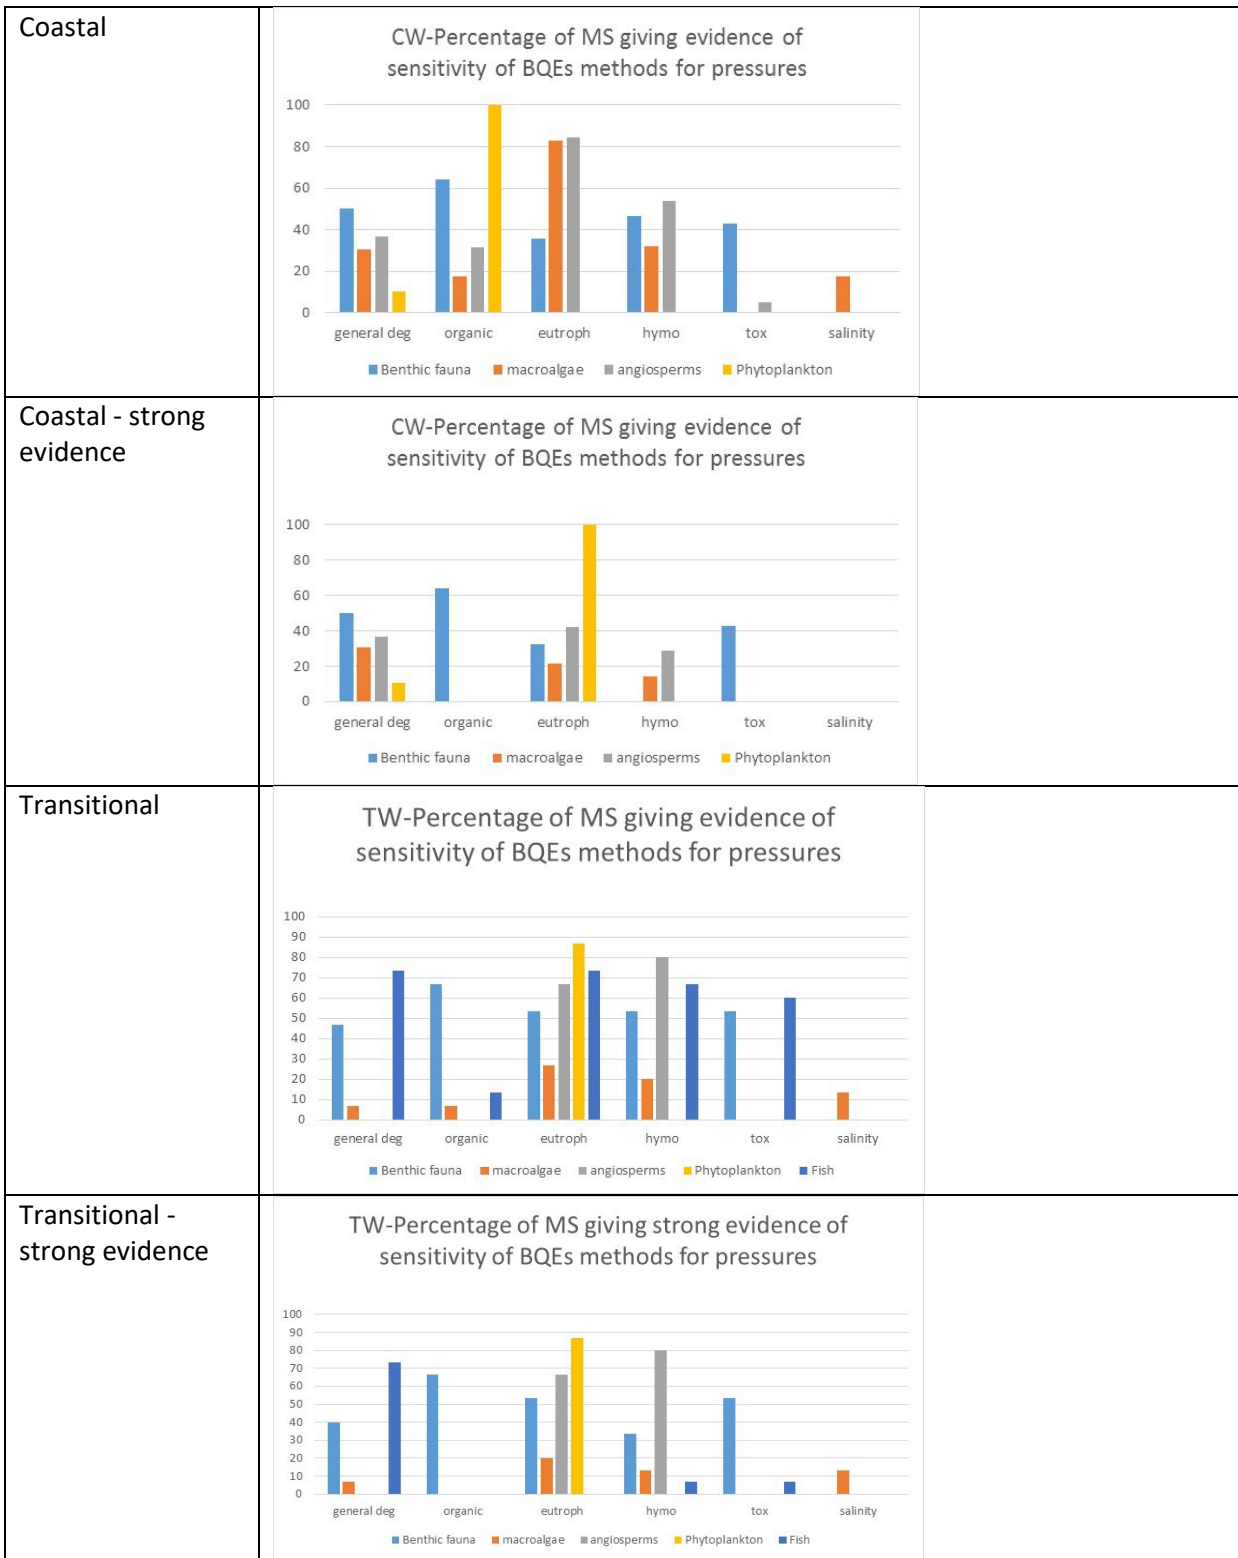 Coastal
CW-Percentage of MS giving evidence of
sensitivity of BQEs methods for pressures
100
80
60
40
20
0
general deg organic eutroph hymo tox salinity
Benthic fauna macroalgae angiosperms Phytoplankton
Coastal - strong
evidence
CW-Percentage of MS giving evidence of
sensitivity of BQEs methods for pressures
100
80
60
40
20
0
general deg organic eutroph hymo tox salinity
Benthic fauna macroalgae angiosperms Phytoplankton
Transitional
TW-Percentage of MS giving evidence of
sensitivity of BQEs methods for pressures
100
90
80
70
60
50
40
30
20
10
0
general deg organic eutroph hymo tox salinity
Benthic fauna macroalgae angiosperms Phytoplankton Fish
Transitional -
strong evidence
TW-Percentage of MS giving strong evidence of
sensitivity of BQEs methods for pressures
100
90
80
70
60
50
40
30
20
10
0
general deg organic eutroph hymo tox salinity
Benthic fauna macroalgae angiosperms Phytoplankton Fish